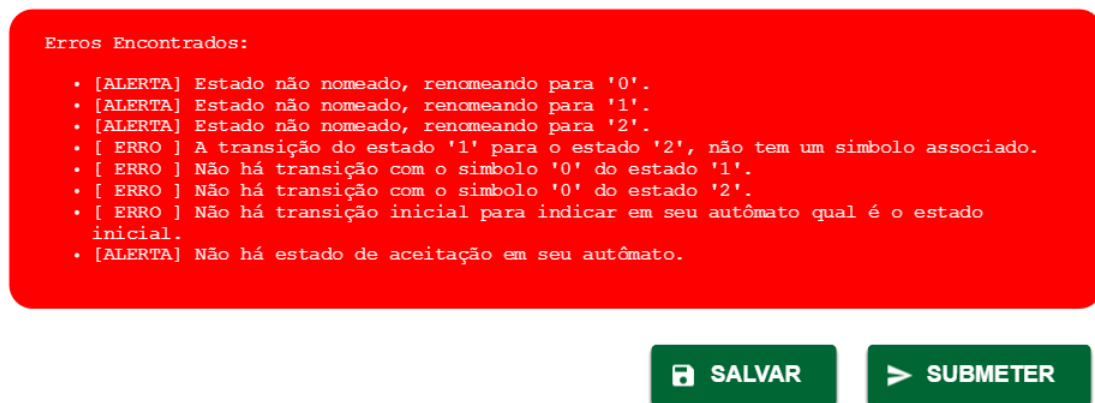 Erros Encontrados:
• [ALERTA] Estado não nomeado, renomeando para '0'.
• [ALERTA] Estado não nomeado, renomeando para '1'.
• [ALERTA] Estado não nomeado, renomeando para '2'.
• [ ERRO ] A transição do estado '1' para o estado '2', não tem um simbolo associado.
• [ ERRO ] Não há transição com o simbolo '0' do estado '1'.
• [ ERRO ] Não há transição com o simbolo '0' do estado '2'.
• [ ERRO ] Não há transição inicial para indicar em seu autômato qual é o estado
inicial.
• [ALERTA] Não há estado de aceitação em seu autômato.
SALVAR
SUBMETER